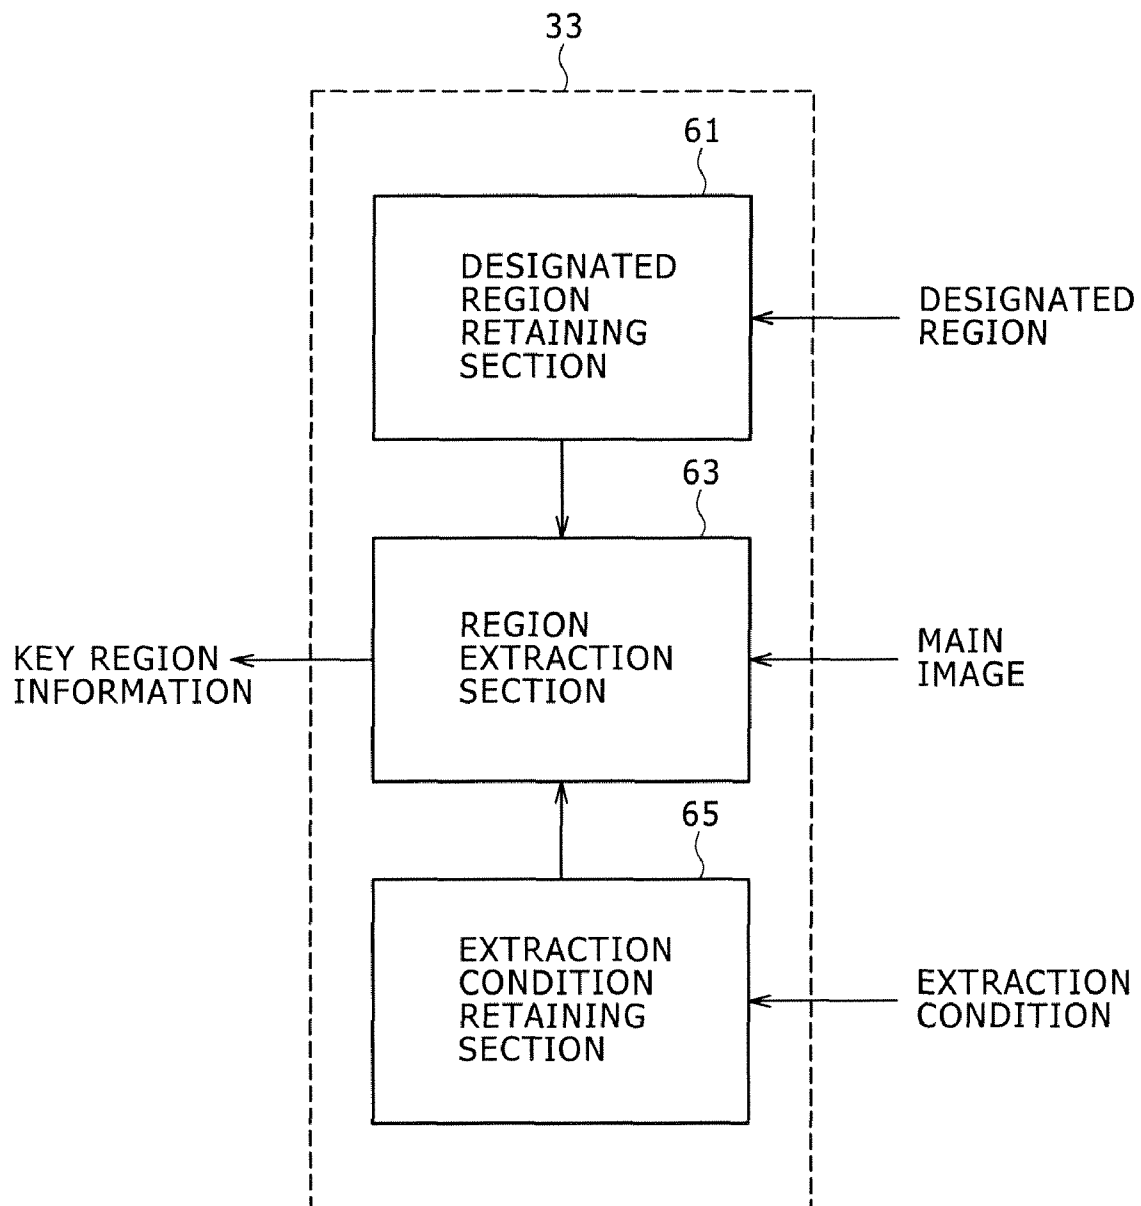 33
61
DESIGNATED
REGION
RETAINING
SECTION
DESIGNATED
REGION
63
REGION
EXTRACTION
SECTION
MAIN
IMAGE
KEY REGION
INFORMATION
65
EXTRACTION
CONDITION
RETAINING
SECTION
EXTRACTION
CONDITION